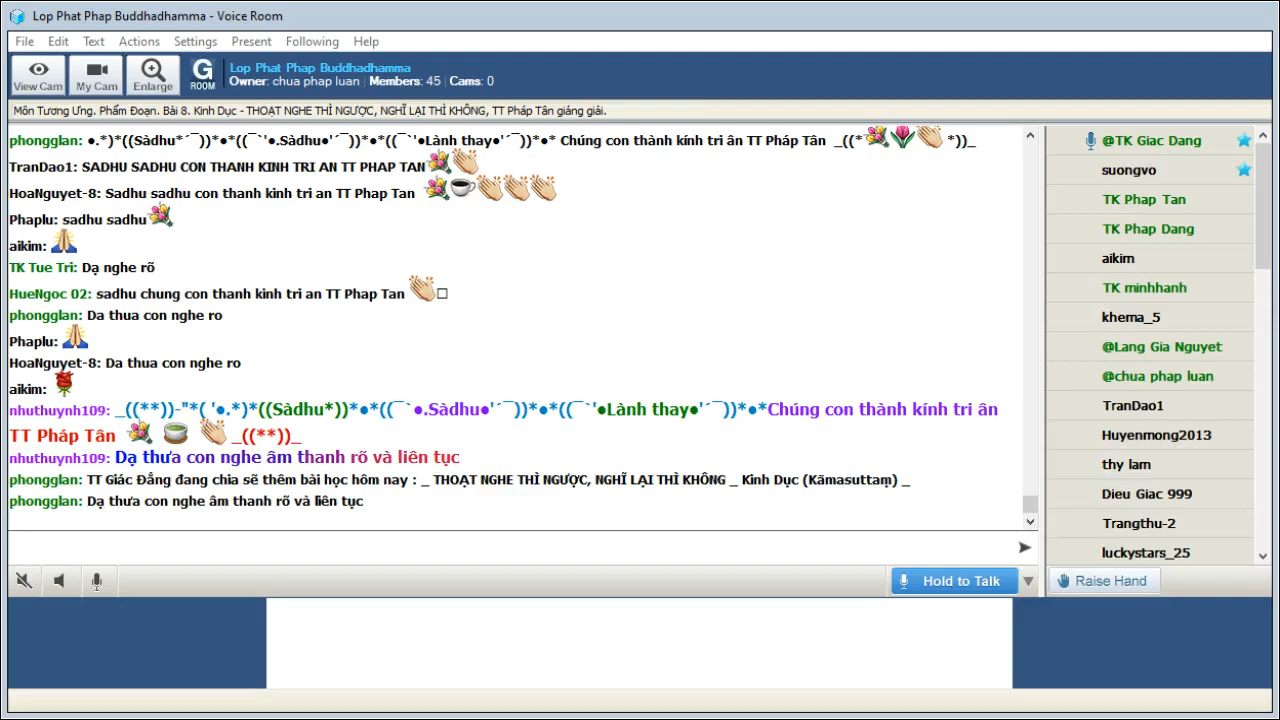 Lop Phat Phap Buddhadhamma - Voice Room
File Edit Text Actions Settings Present Following Help
View Cam My Cam Enlarge G ROOM
Lop Phat Phap Buddhadhamma
Owner: chua phap luan | Members: 45 | Cams: 0
Môn Tương Ưng. Phẩm Đoạn. Bài 8. Kinh Dục - THOẠT NGHE THÌ NGƯỢC, NGHĨ LẠI THÌ KHÔNG, TT Pháp Tân giảng giải.
phongglan: ●.*)*((Sàdhu*´¯))●*((¯`'●.Sàdhu●'´¯))*●*((¯`'●Lành thay●'´¯))*●* Chúng con thành kính tri ân TT Pháp Tân _((*💐🌷👏 *))_
TranDao1: SADHU SADHU CON THANH KINH TRI AN TT PHAP TAN💐👏
HoaNguyet-8: Sadhu sadhu con thanh kinh tri an TT Phap Tan 💐☕👏👏👏
Phaplu: sadhu sadhu💐
aikim: 🙏
TK Tue Tri: Dạ nghe rõ
HueNgoc 02: sadhu chung con thanh kinh tri an TT Phap Tan 👏□
phongglan: Da thua con nghe ro
Phaplu: 🙏
HoaNguyet-8: Da thua con nghe ro
aikim: 🌹
nhuthuynh109: _((**))-"*( '●.*)*((Sàdhu*))*●*((¯`●.Sàdhu●'´¯))*●*((¯`'●Lành thay●'´¯))*●*Chúng con thành kính tri ân
TT Pháp Tân 💐 🍵 👏 _((**))_
nhuthuynh109: Dạ thưa con nghe âm thanh rõ và liên tục
phongglan: TT Giác Đẳng đang chia sẽ thêm bài học hôm nay : _ THOẠT NGHE THÌ NGƯỢC, NGHĨ LẠI THÌ KHÔNG _ Kinh Dục (Kāmasuttaṃ) _
phongglan: Dạ thưa con nghe âm thanh rõ và liên tục
@TK Giac Dang
suongvo
TK Phap Tan
TK Phap Dang
aikim
TK minhhanh
khema_5
@Lang Gia Nguyet
@chua phap luan
TranDao1
Huyenmong2013
thy lam
Dieu Giac 999
Trangthu-2
luckystars_25
Hold to Talk
Raise Hand